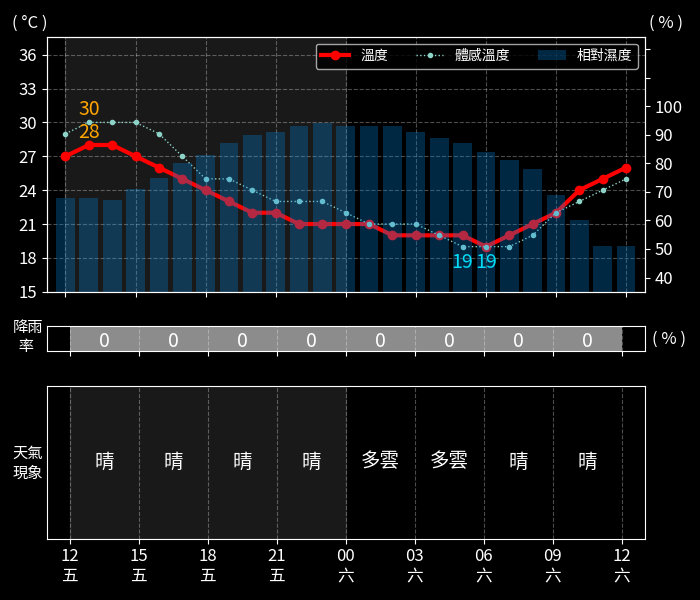 ( °C )
( % )
溫度
體感溫度
相對濕度
36
33
30
27
24
21
18
15
100
90
80
70
60
50
40
30
28
19 19
降雨
率
0 0 0 0 0 0 0 0
( % )
天氣
現象
晴 晴 晴 晴 多雲 多雲 晴 晴
12 15 18 21 00 03 06 09 12
五 五 五 五 六 六 六 六 六